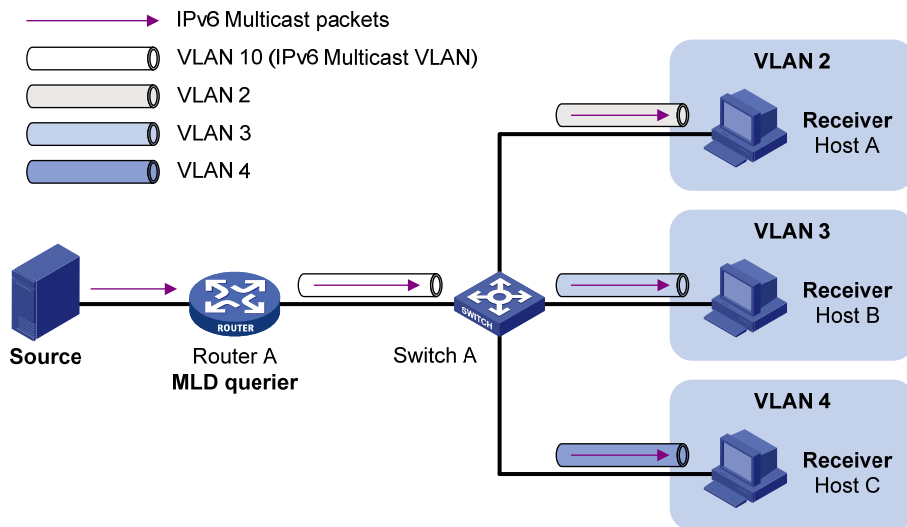 IPv6 Multicast packets
VLAN 10 (IPv6 Multicast VLAN)
VLAN 2
VLAN 3
VLAN 4
Source
ROUTER
Router A
MLD querier
SWITCH
Switch A
VLAN 2
Receiver
Host A
VLAN 3
Receiver
Host B
VLAN 4
Receiver
Host C